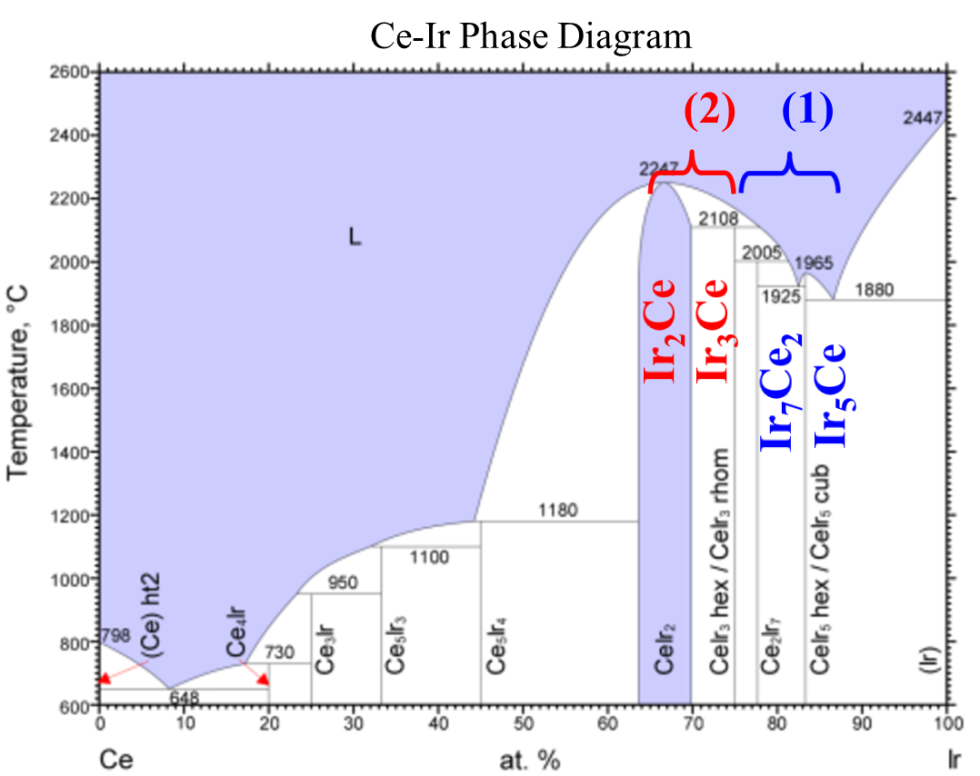 Ce-Ir Phase Diagram
2600
2400
2200
2000
1800
1600
1400
1200
1000
800
600
Temperature, °C
(2)
(1)
2447
2247
L
2108
2005
1965
1925
1880
Ir2Ce
Ir3Ce
Ir7Ce2
Ir5Ce
1180
1100
950
798
730
648
(Ce) ht2
Ce4Ir
Ce3Ir
Ce5Ir3
Ce5Ir4
CeIr2
CeIr3 hex / CeIr3 rhom
Ce2Ir7
CeIr5 hex / CeIr5 cub
(Ir)
0 10 20 30 40 50 60 70 80 90 100
Ce at. % Ir